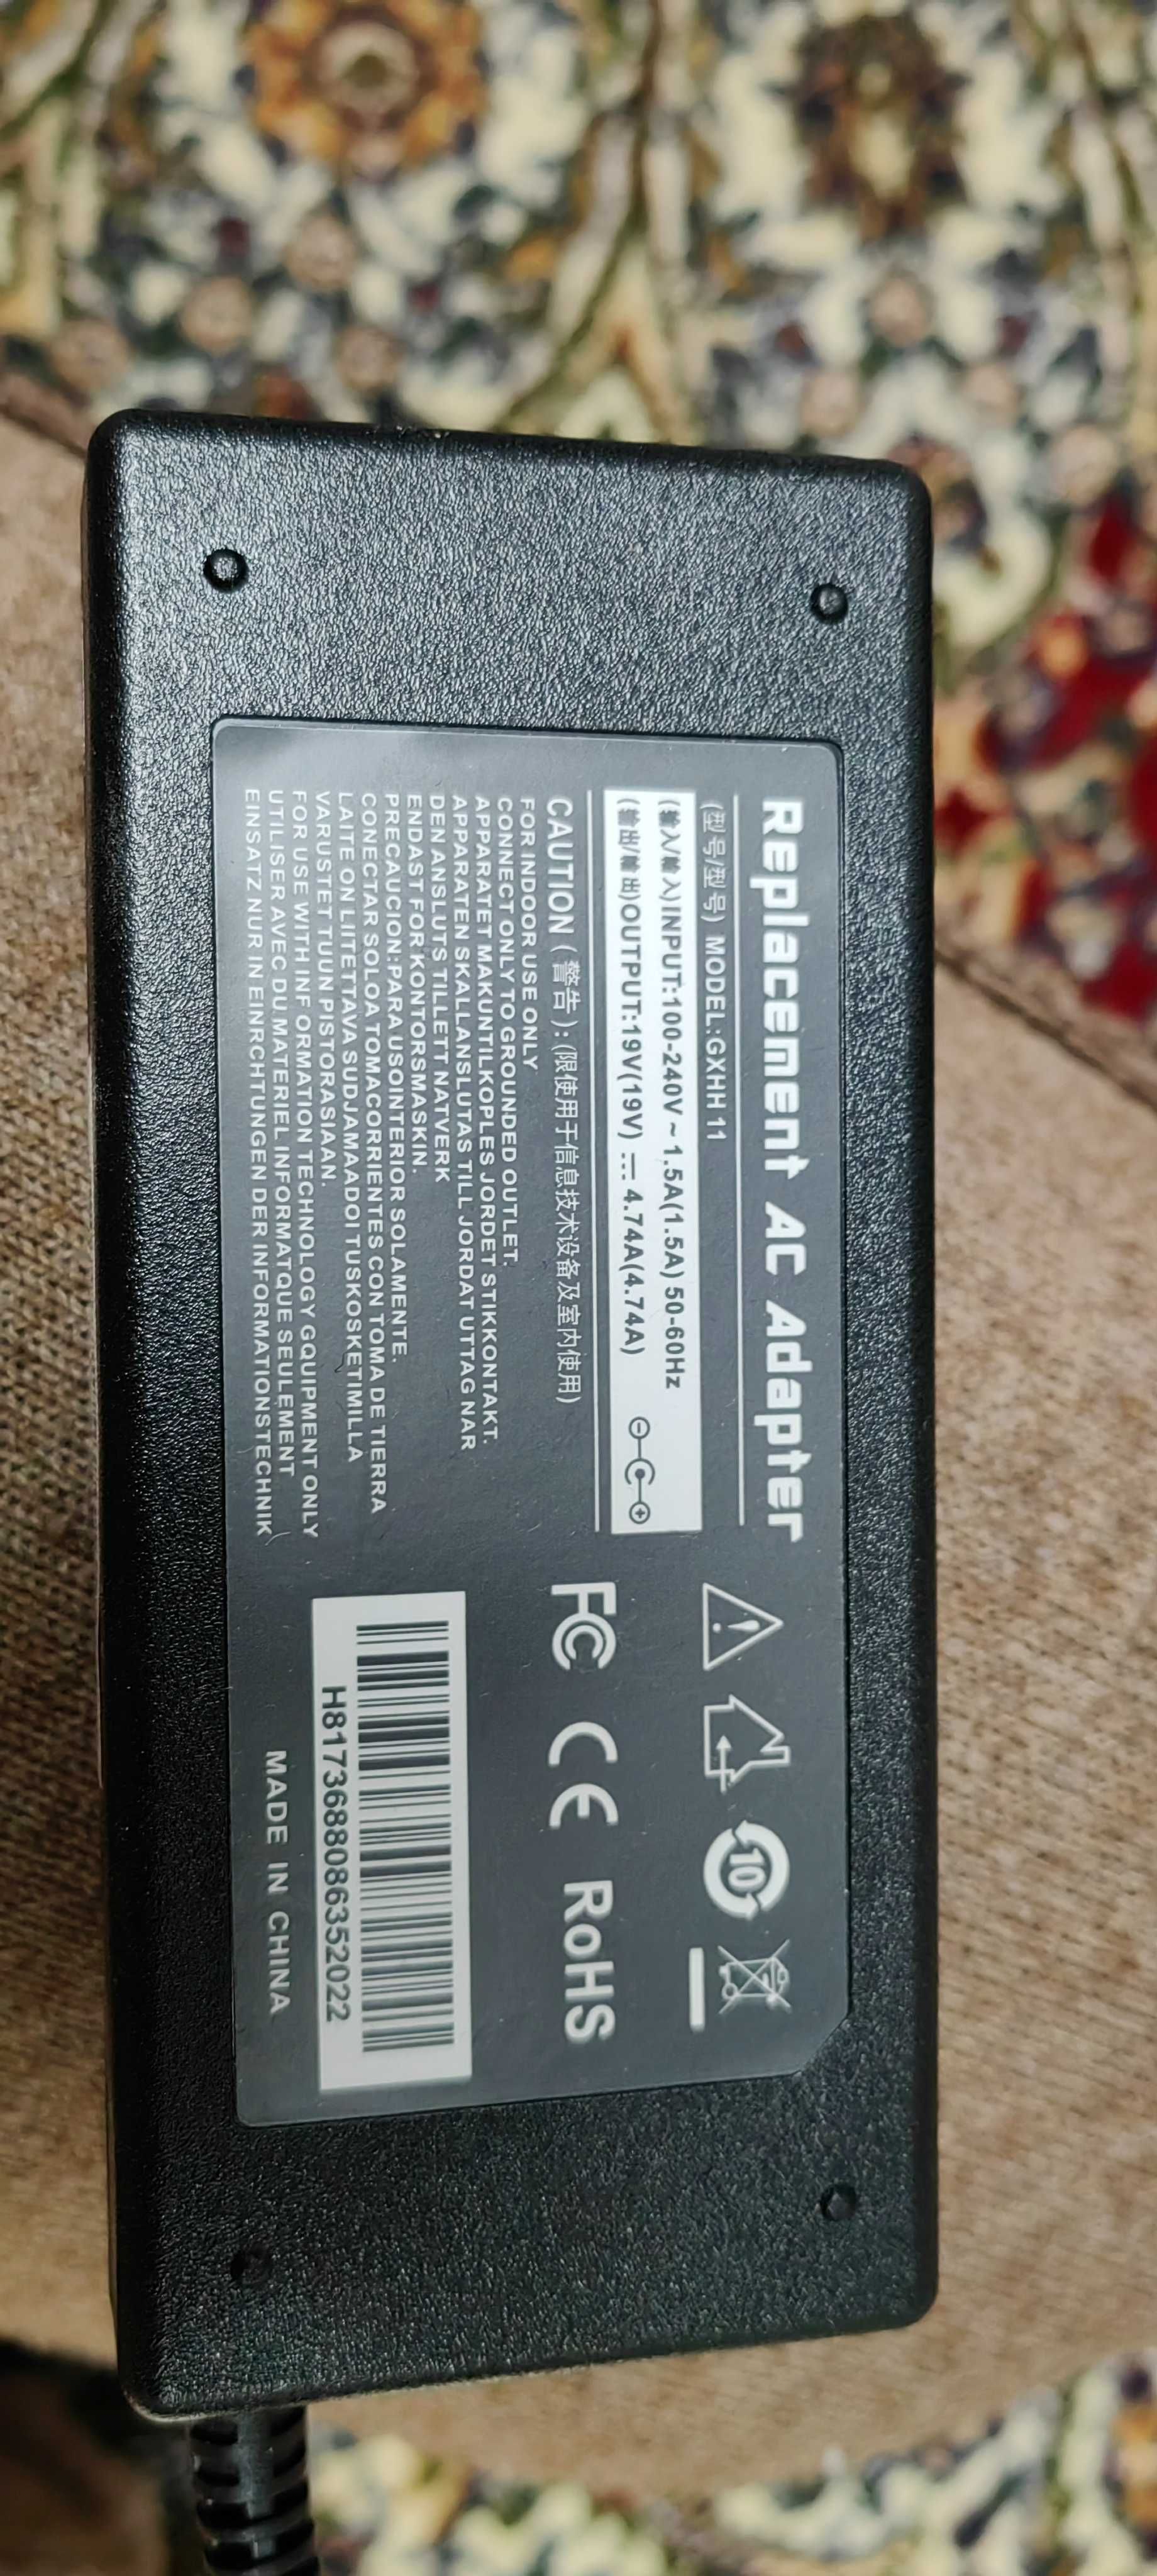 Replacement AC Adapter
(型号/型号) MODEL:GXHH11
(输入/輸入)INPUT:100-240V ~ 1.5A(1.5A) 50-60Hz
(输出/輸出)OUTPUT:19V(19V) ⎓ 4.74A(4.74A)
CAUTION ( 警告 ): (限使用于信息技术设备及室内使用)
FOR INDOOR USE ONLY
CONNECT ONLY TO GROUNDED OUTLET.
APPARATET MAKUNTILKOPLES JORDET STIKKONTAKT.
APPARATEN SKALLANSLUTAS TILL JORDAT UTTAG NAR
DEN ANSLUTS TILLETT NATVERK
ENDAST FOR KONTORSMASKIN.
PRECAUCION:PARA USOINTERIOR SOLAMENTE.
CONECTAR SOLOA TOMACORRIENTES CON TOMA DE TIERRA
LAITE ON LIITETTAVA SUDJAMAADOI TUSKOSKETIMILLA
VARUSTET TUUN PISTORASIAAN.
FOR USE WITH INF ORMATION TECHNOLOGY GQUIPMENT ONLY
UTILISER AVEC DU MATERIEL INFORMATQUE SEULEMENT
EINSATZ NUR IN EINRCHTUNGEN DER INFORMATIONSTECHNIK
10
FC CE RoHS
H8173688086352022
MADE IN CHINA